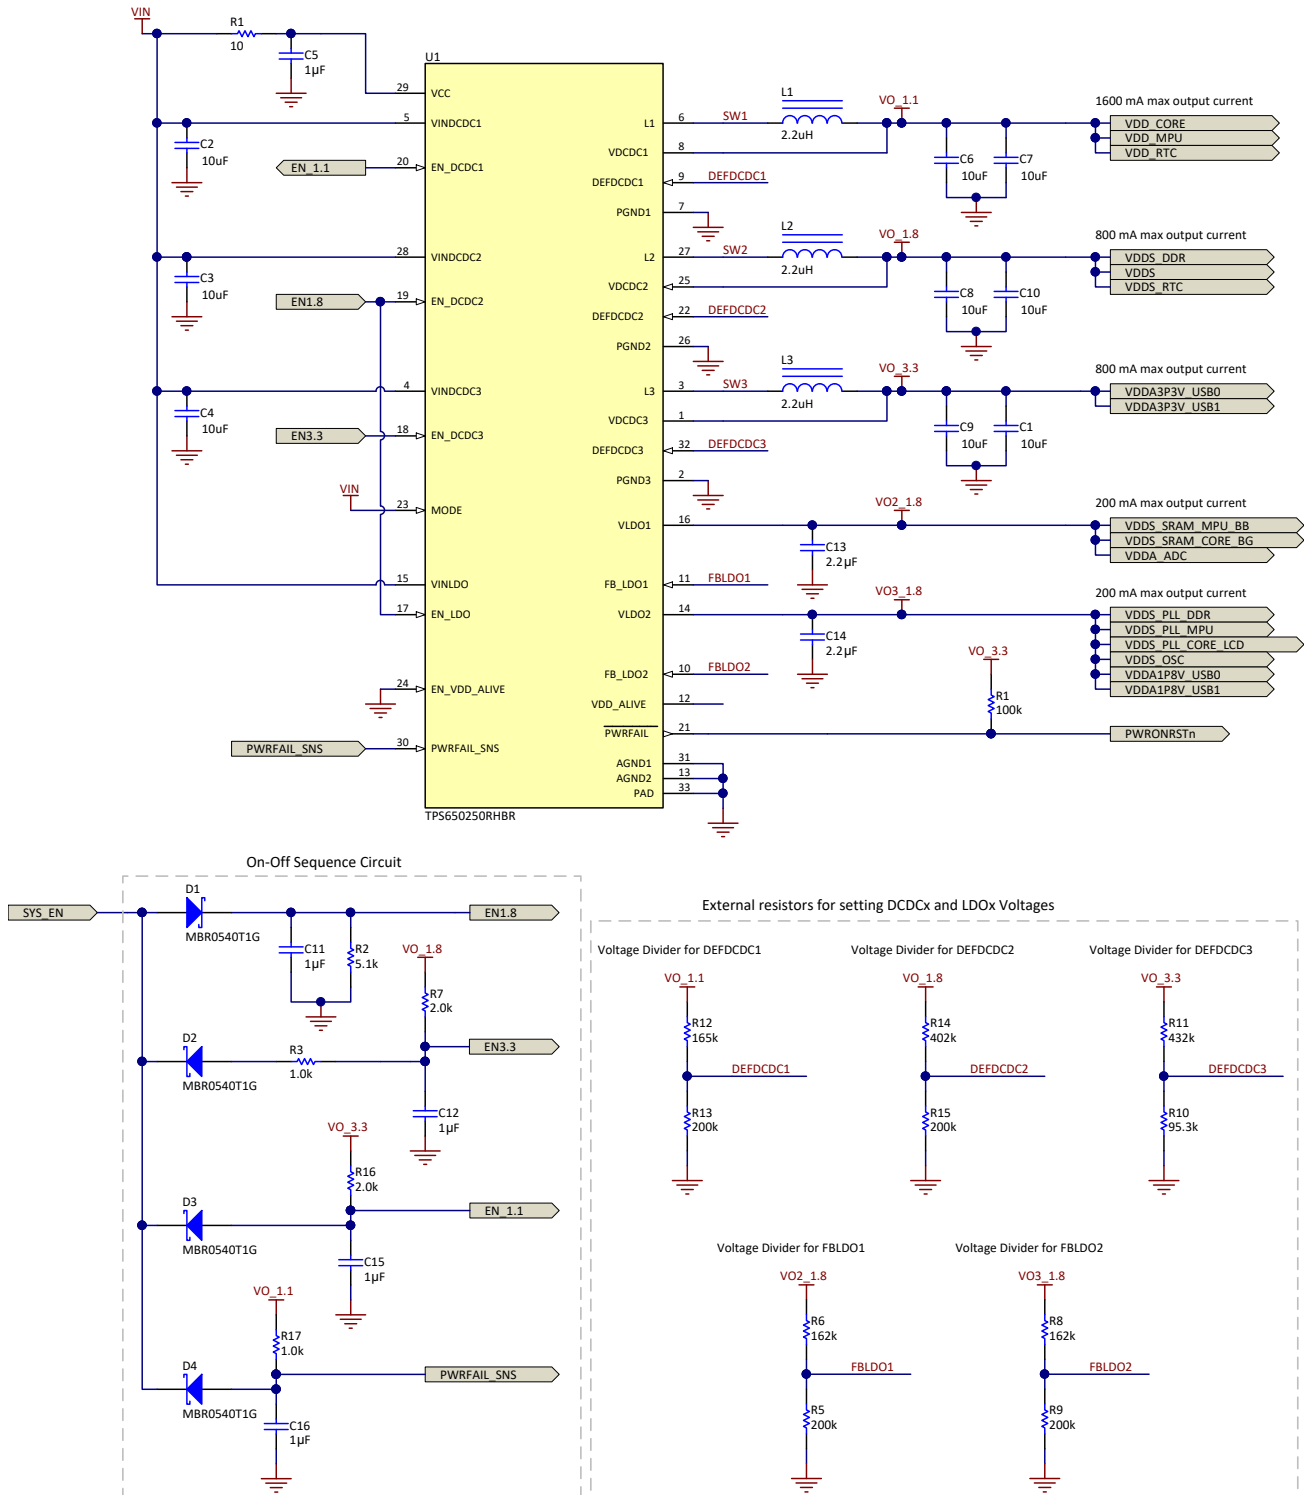 VIN
R1
10
C5
1µF
U1
29 VCC
5 VINDCDC1
C2
10uF
EN_1.1 20 EN_DCDC1
28 VINDCDC2
C3
10uF
EN1.8 19 EN_DCDC2
4 VINDCDC3
C4
10uF
EN3.3 18 EN_DCDC3
VIN
23 MODE
15 VINLDO
17 EN_LDO
24 EN_VDD_ALIVE
PWRFAIL_SNS 30 PWRFAIL_SNS
TPS650250RHBR
L1 6 SW1
L1
2.2uH
VO_1.1
1600 mA max output current
VDD_CORE
VDD_MPU
VDD_RTC
VDCDC1 8
C6
10uF
C7
10uF
DEFDCDC1 9 DEFDCDC1
PGND1 7
L2 27 SW2
L2
2.2uH
VO_1.8
800 mA max output current
VDDS_DDR
VDDS
VDDS_RTC
VDCDC2 25
C8
10uF
C10
10uF
DEFDCDC2 22 DEFDCDC2
PGND2 26
L3 3 SW3
L3
2.2uH
VO_3.3
800 mA max output current
VDDA3P3V_USB0
VDDA3P3V_USB1
VDCDC3 1
C9
10uF
C1
10uF
DEFDCDC3 32 DEFDCDC3
PGND3 2
VLDO1 16
VO2_1.8
200 mA max output current
VDDS_SRAM_MPU_BB
VDDS_SRAM_CORE_BG
VDDA_ADC
C13
2.2µF
FB_LDO1 11 FBLDO1
VLDO2 14
VO3_1.8
200 mA max output current
VDDS_PLL_DDR
VDDS_PLL_MPU
VDDS_PLL_CORE_LCD
VDDS_OSC
VDDA1P8V_USB0
VDDA1P8V_USB1
C14
2.2µF
FB_LDO2 10 FBLDO2
VDD_ALIVE 12
VO_3.3
R1
100k
PWRFAIL 21 PWRONRSTn
AGND1 31
AGND2 13
PAD 33
On-Off Sequence Circuit
SYS_EN
D1
MBR0540T1G
C11
1µF
R2
5.1k
EN1.8
VO_1.8
R7
2.0k
D2
MBR0540T1G
R3
1.0k
EN3.3
C12
1µF
VO_3.3
R16
2.0k
D3
MBR0540T1G
EN_1.1
C15
1µF
VO_1.1
R17
1.0k
D4
MBR0540T1G
PWRFAIL_SNS
C16
1µF
External resistors for setting DCDCx and LDOx Voltages
Voltage Divider for DEFDCDC1
VO_1.1
R12
165k
DEFDCDC1
R13
200k
Voltage Divider for DEFDCDC2
VO_1.8
R14
402k
DEFDCDC2
R15
200k
Voltage Divider for DEFDCDC3
VO_3.3
R11
432k
DEFDCDC3
R10
95.3k
Voltage Divider for FBLDO1
VO2_1.8
R6
162k
FBLDO1
R5
200k
Voltage Divider for FBLDO2
VO3_1.8
R8
162k
FBLDO2
R9
200k